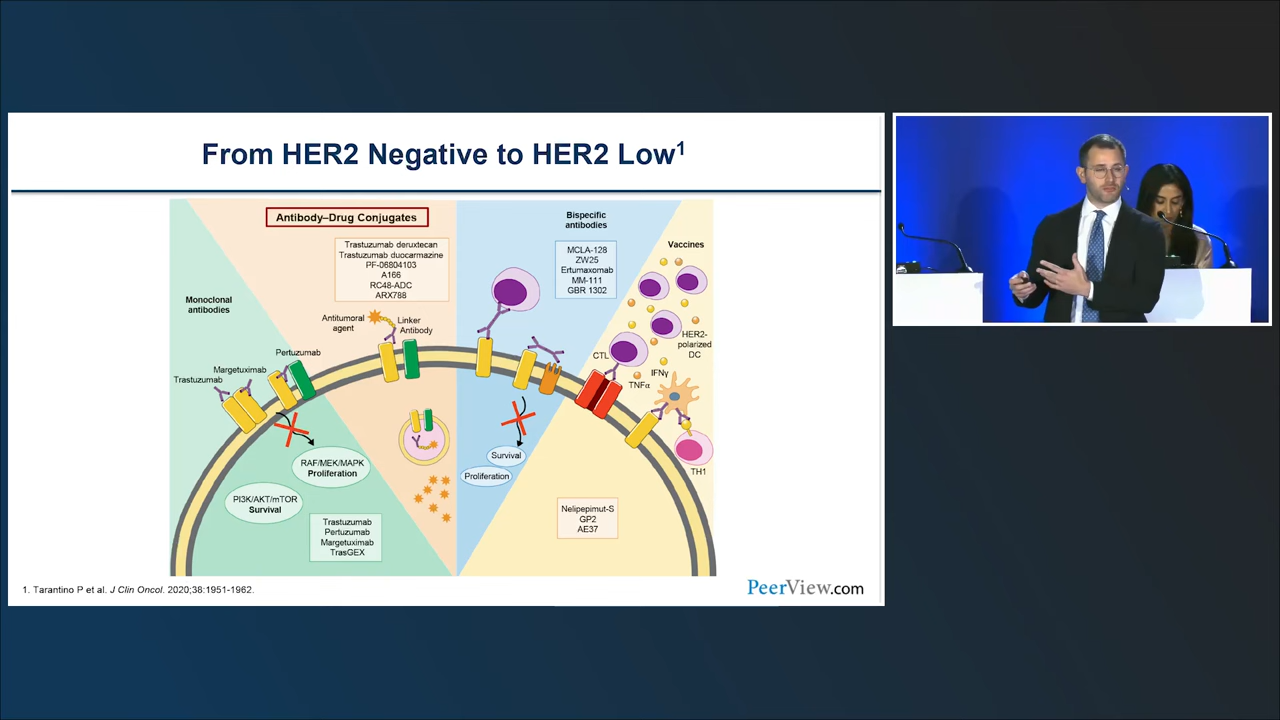 From HER2 Negative to HER2 Low1
Antibody–Drug Conjugates
Trastuzumab deruxtecan
Trastuzumab duocarmazine
PF-06804103
A166
RC48-ADC
ARX788
Bispecific
antibodies
MCLA-128
ZW25
Ertumaxomab
MM-111
GBR 1302
Vaccines
Monoclonal
antibodies
Antitumoral
agent
Linker
Antibody
Pertuzumab
Margetuximab
Trastuzumab
HER2-
polarized
DC
CTL
IFNγ
TNFα
TH1
RAF/MEK/MAPK
Proliferation
PI3K/AKT/mTOR
Survival
Survival
Proliferation
Trastuzumab
Pertuzumab
Margetuximab
TrasGEX
Nelipepimut-S
GP2
AE37
1. Tarantino P et al. J Clin Oncol. 2020;38:1951-1962.
PeerView.com